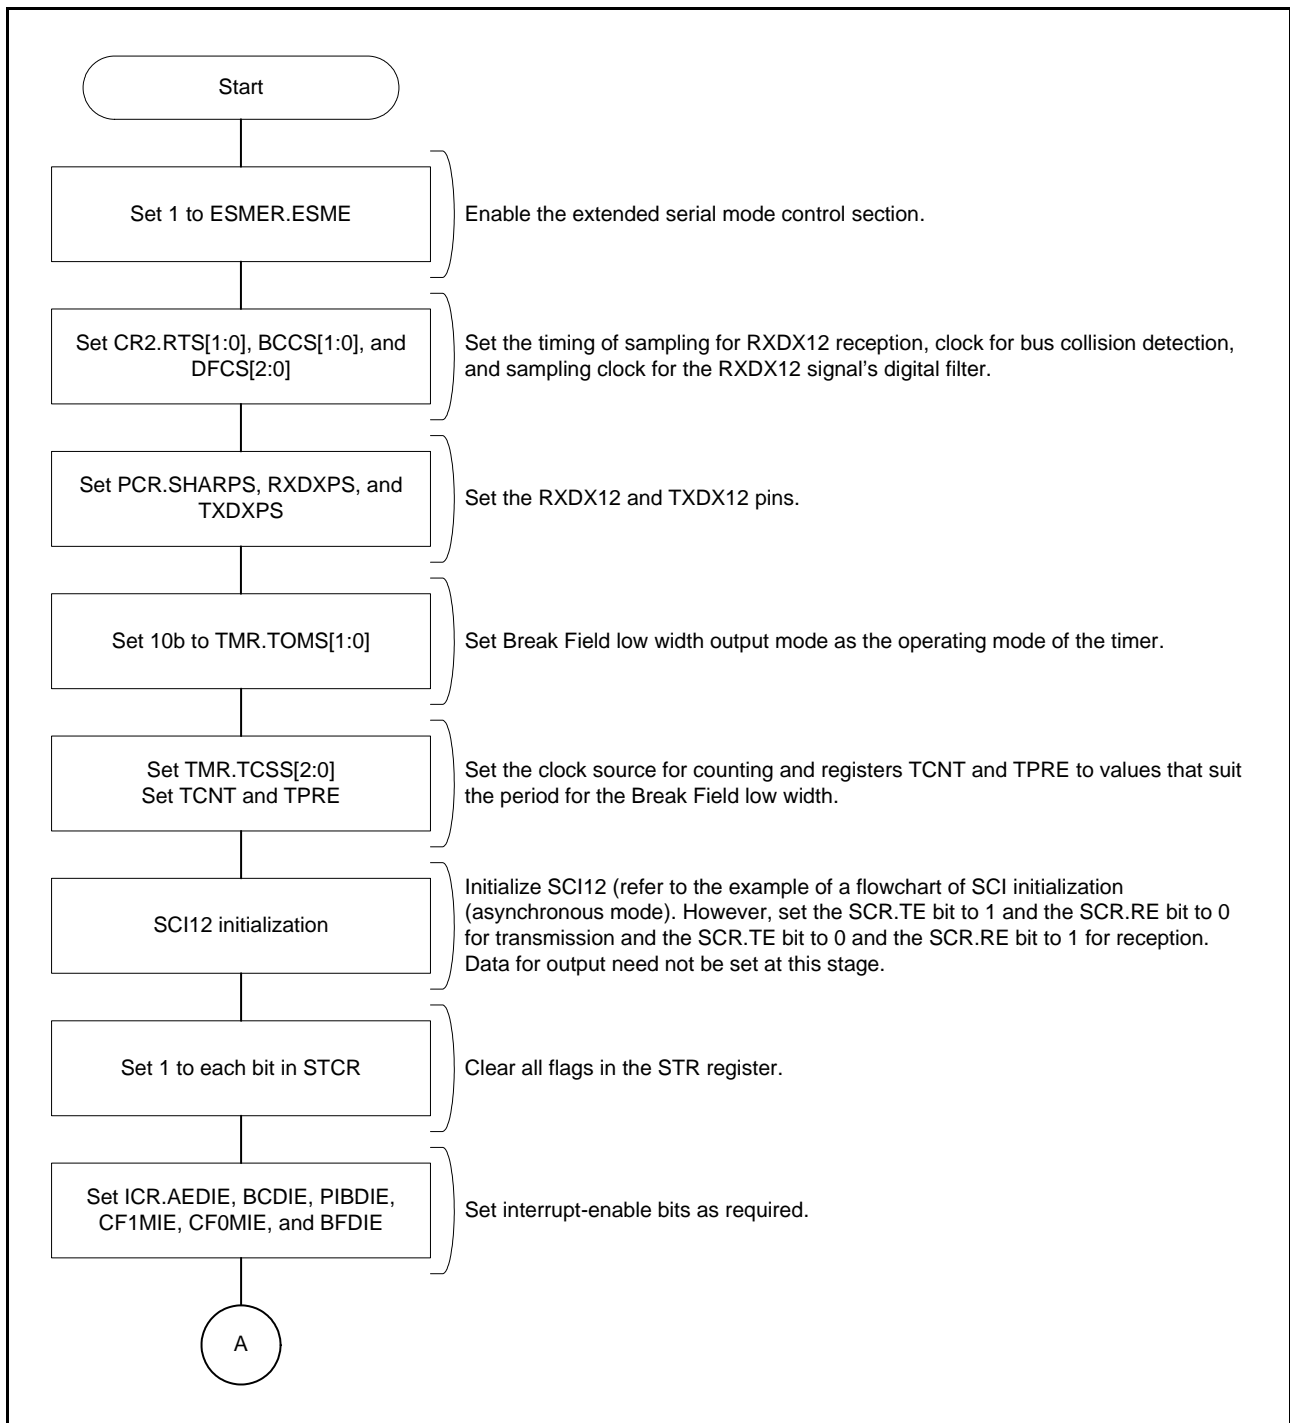 Start
Set 1 to ESMER.ESME
Enable the extended serial mode control section.
Set CR2.RTS[1:0], BCCS[1:0], and
DFCS[2:0]
Set the timing of sampling for RXDX12 reception, clock for bus collision detection,
and sampling clock for the RXDX12 signal's digital filter.
Set PCR.SHARPS, RXDXPS, and
TXDXPS
Set the RXDX12 and TXDX12 pins.
Set 10b to TMR.TOMS[1:0]
Set Break Field low width output mode as the operating mode of the timer.
Set TMR.TCSS[2:0]
Set TCNT and TPRE
Set the clock source for counting and registers TCNT and TPRE to values that suit
the period for the Break Field low width.
SCI12 initialization
Initialize SCI12 (refer to the example of a flowchart of SCI initialization
(asynchronous mode). However, set the SCR.TE bit to 1 and the SCR.RE bit to 0
for transmission and the SCR.TE bit to 0 and the SCR.RE bit to 1 for reception.
Data for output need not be set at this stage.
Set 1 to each bit in STCR
Clear all flags in the STR register.
Set ICR.AEDIE, BCDIE, PIBDIE,
CF1MIE, CF0MIE, and BFDIE
Set interrupt-enable bits as required.
A